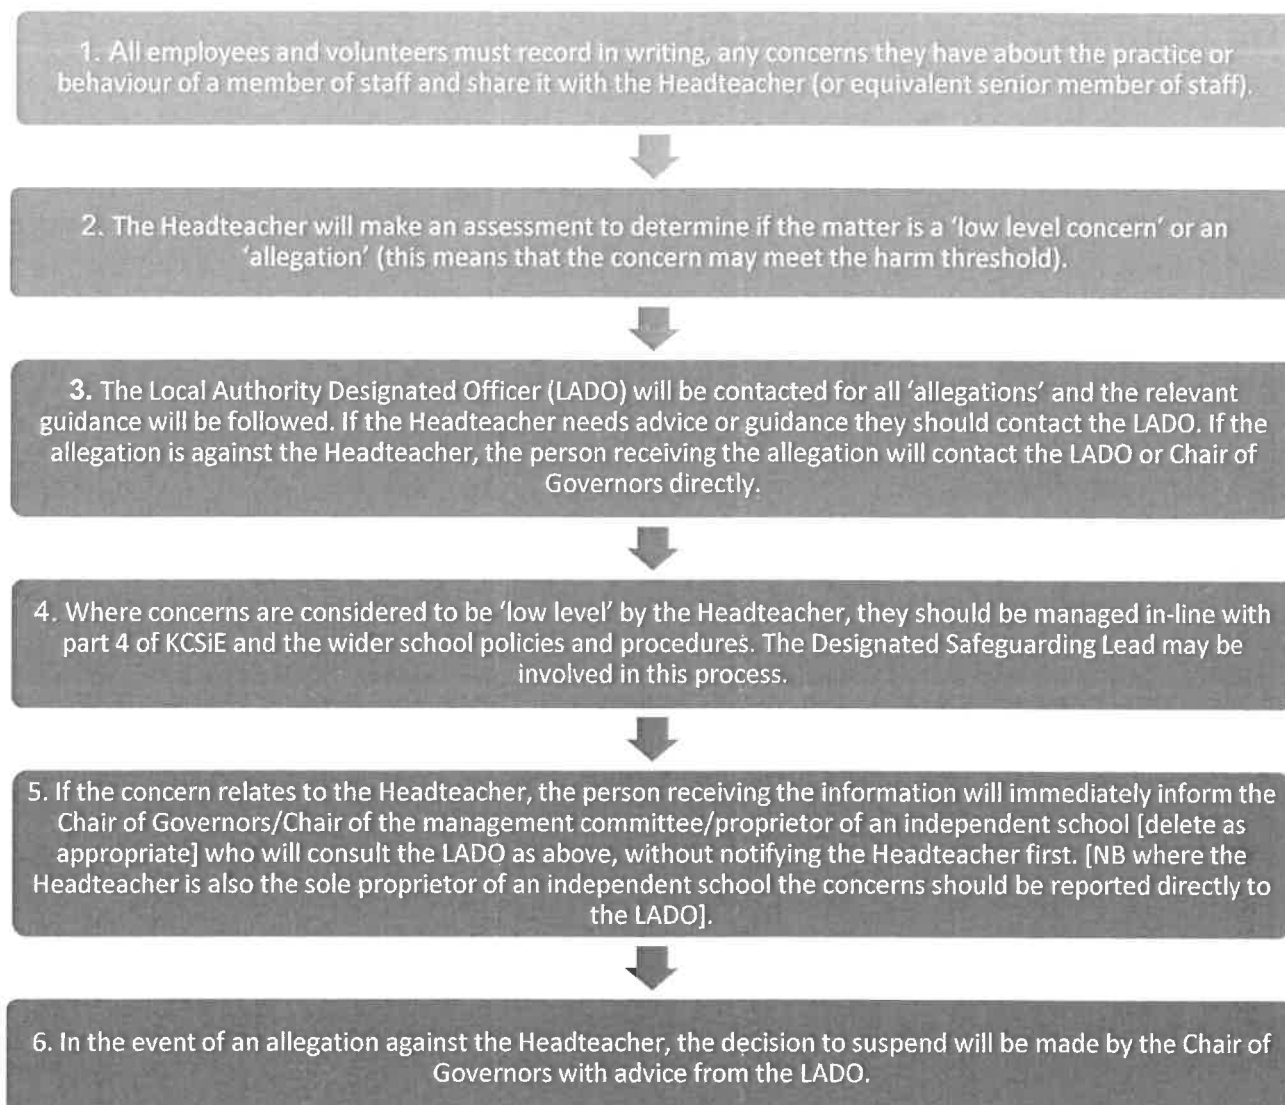 1. All employees and volunteers must record in writing, any concerns they have about the practice or
behaviour of a member of staff and share it with the Headteacher (or equivalent senior member of staff).
2. The Headteacher will make an assessment to determine if the matter is a ‘low level concern’ or an
‘allegation’ (this means that the concern may meet the harm threshold).
3. The Local Authority Designated Officer (LADO) will be contacted for all ‘allegations’ and the relevant
guidance will be followed. If the Headteacher needs advice or guidance they should contact the LADO. If the
allegation is against the Headteacher, the person receiving the allegation will contact the LADO or Chair of
Governors directly.
4. Where concerns are considered to be ‘low level’ by the Headteacher, they should be managed in-line with
part 4 of KCSiE and the wider school policies and procedures. The Designated Safeguarding Lead may be
involved in this process.
5. If the concern relates to the Headteacher, the person receiving the information will immediately inform the
Chair of Governors/Chair of the management committee/proprietor of an independent school [delete as
appropriate] who will consult the LADO as above, without notifying the Headteacher first. [NB where the
Headteacher is also the sole proprietor of an independent school the concerns should be reported directly to
the LADO].
6. In the event of an allegation against the Headteacher, the decision to suspend will be made by the Chair of
Governors with advice from the LADO.